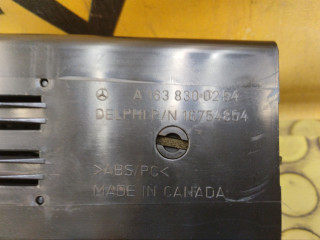 A 163 830 02 54
DELPHI P/N 16754854
>ABS/PC<
MADE IN CANADA